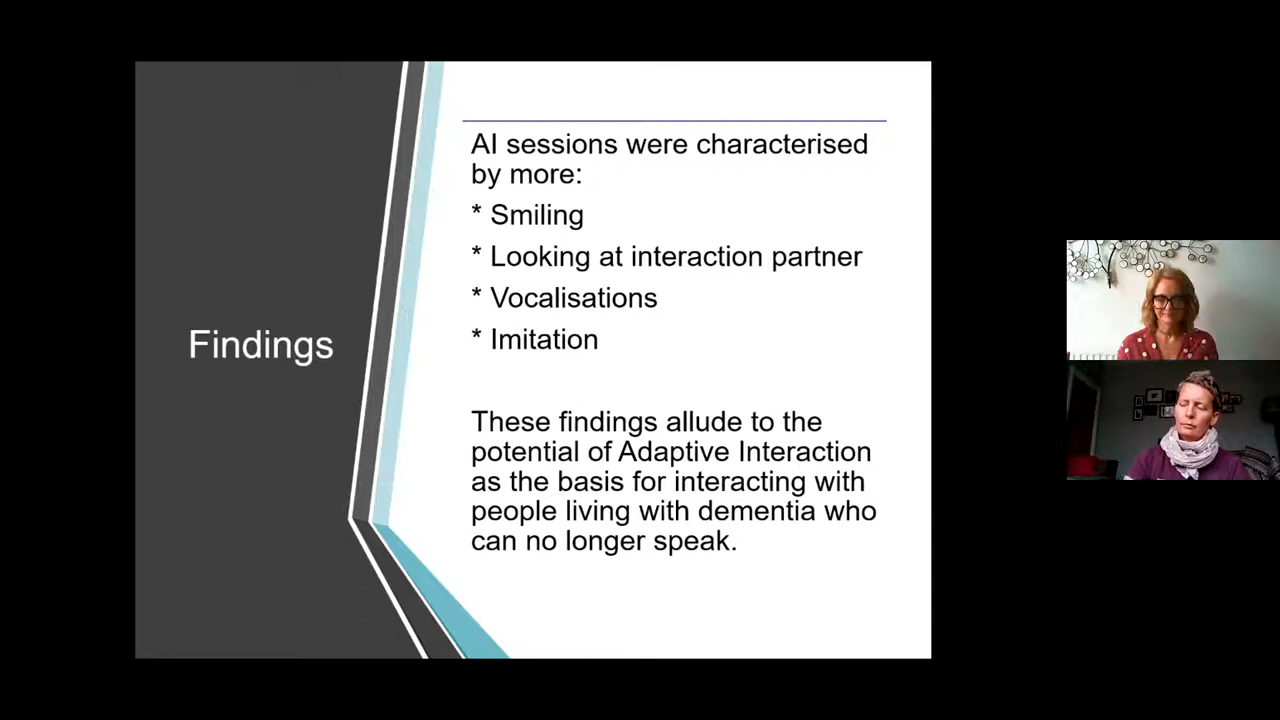 Findings
AI sessions were characterised
by more:
* Smiling
* Looking at interaction partner
* Vocalisations
* Imitation
These findings allude to the
potential of Adaptive Interaction
as the basis for interacting with
people living with dementia who
can no longer speak.